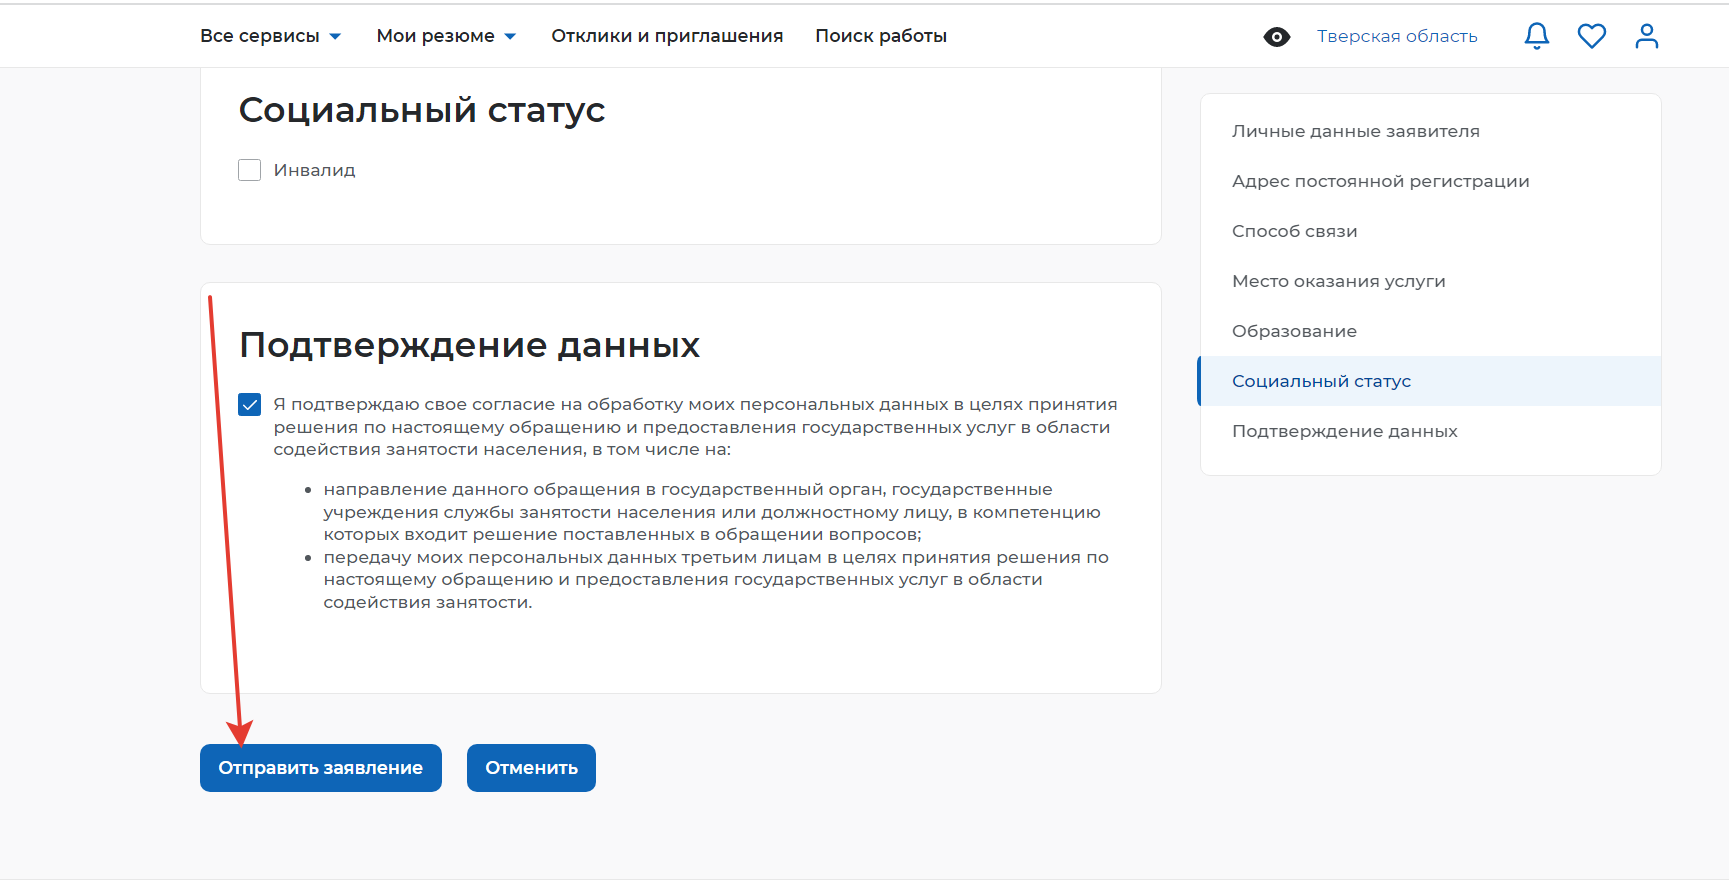 Все сервисы Мои резюме Отклики и приглашения Поиск работы Тверская область
Социальный статус
Инвалид
Подтверждение данных
Я подтверждаю свое согласие на обработку моих персональных данных в целях принятия
решения по настоящему обращению и предоставления государственных услуг в области
содействия занятости населения, в том числе на:
• направление данного обращения в государственный орган, государственные
учреждения службы занятости населения или должностному лицу, в компетенцию
которых входит решение поставленных в обращении вопросов;
• передачу моих персональных данных третьим лицам в целях принятия решения по
настоящему обращению и предоставления государственных услуг в области
содействия занятости.
Отправить заявление Отменить
Личные данные заявителя
Адрес постоянной регистрации
Способ связи
Место оказания услуги
Образование
Социальный статус
Подтверждение данных